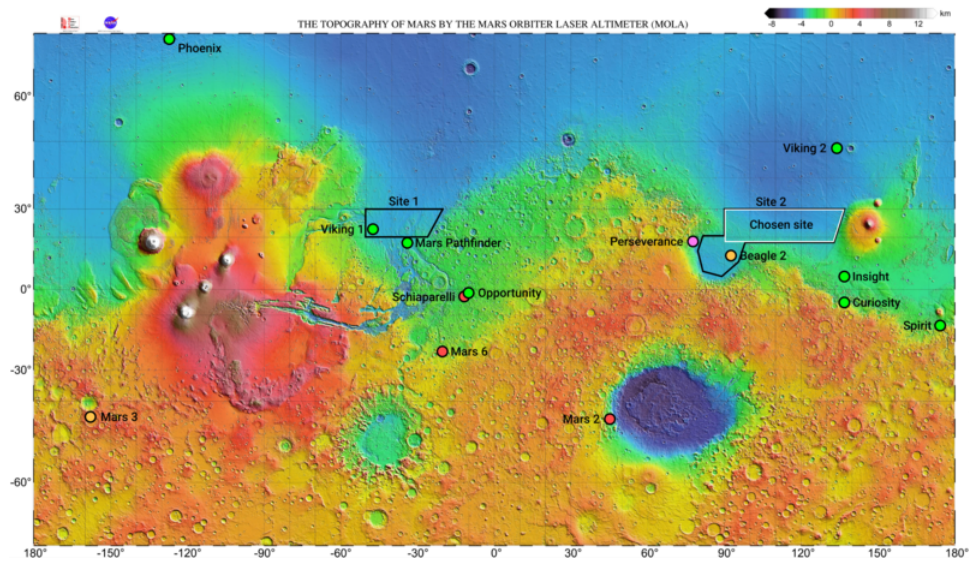 THE TOPOGRAPHY OF MARS BY THE MARS ORBITER LASER ALTIMETER (MOLA)
km
-8 -4 0 4 8 12
Phoenix
60°
Viking 2
30°
Site 1
Site 2
Viking 1
Chosen site
Mars Pathfinder
Perseverance
Beagle 2
Insight
0°
Schiaparelli
Opportunity
Curiosity
Spirit
-30°
Mars 6
Mars 3
Mars 2
-60°
180° -150° -120° -90° -60° -30° 0° 30° 60° 90° 120° 150° 180°